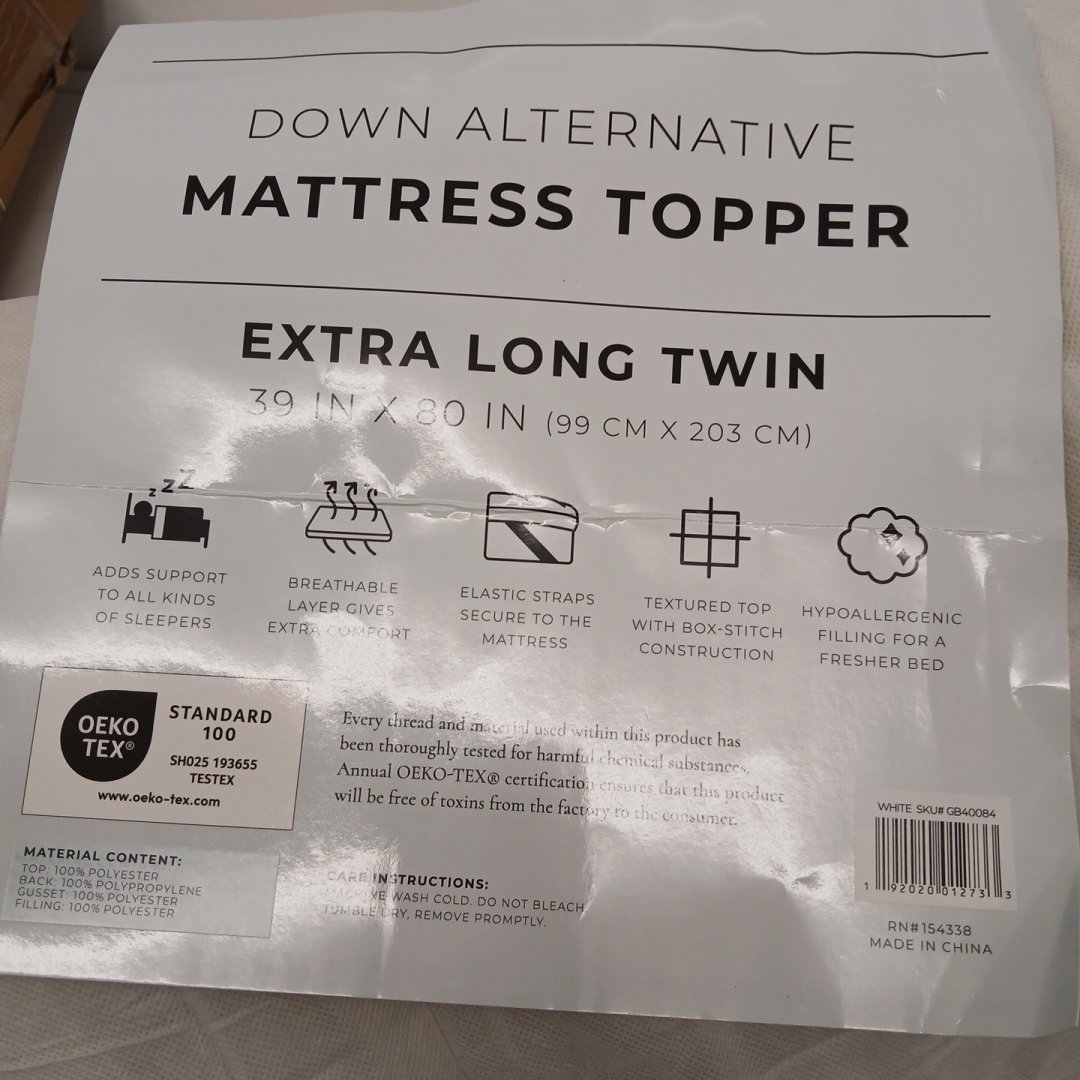 DOWN ALTERNATIVE
MATTRESS TOPPER
EXTRA LONG TWIN
39 IN X 80 IN (99 CM X 203 CM)
z z Z
ADDS SUPPORT
TO ALL KINDS
OF SLEEPERS
BREATHABLE
LAYER GIVES
EXTRA COMFORT
ELASTIC STRAPS
SECURE TO THE
MATTRESS
TEXTURED TOP
WITH BOX-STITCH
CONSTRUCTION
HYPOALLERGENIC
FILLING FOR A
FRESHER BED
OEKO
TEX®
STANDARD
100
SH025 193655
TESTEX
www.oeko-tex.com
Every thread and material used within this product has
been thoroughly tested for harmful chemical substances.
Annual OEKO-TEX® certification ensures that this product
will be free of toxins from the factory to the consumer.
MATERIAL CONTENT:
TOP: 100% POLYESTER
BACK: 100% POLYPROPYLENE
GUSSET: 100% POLYESTER
FILLING: 100% POLYESTER
CARE INSTRUCTIONS:
MACHINE WASH COLD, DO NOT BLEACH,
TUMBLE DRY, REMOVE PROMPTLY.
WHITE SKU# GB40084
1 92020 01273 3
RN#154338
MADE IN CHINA